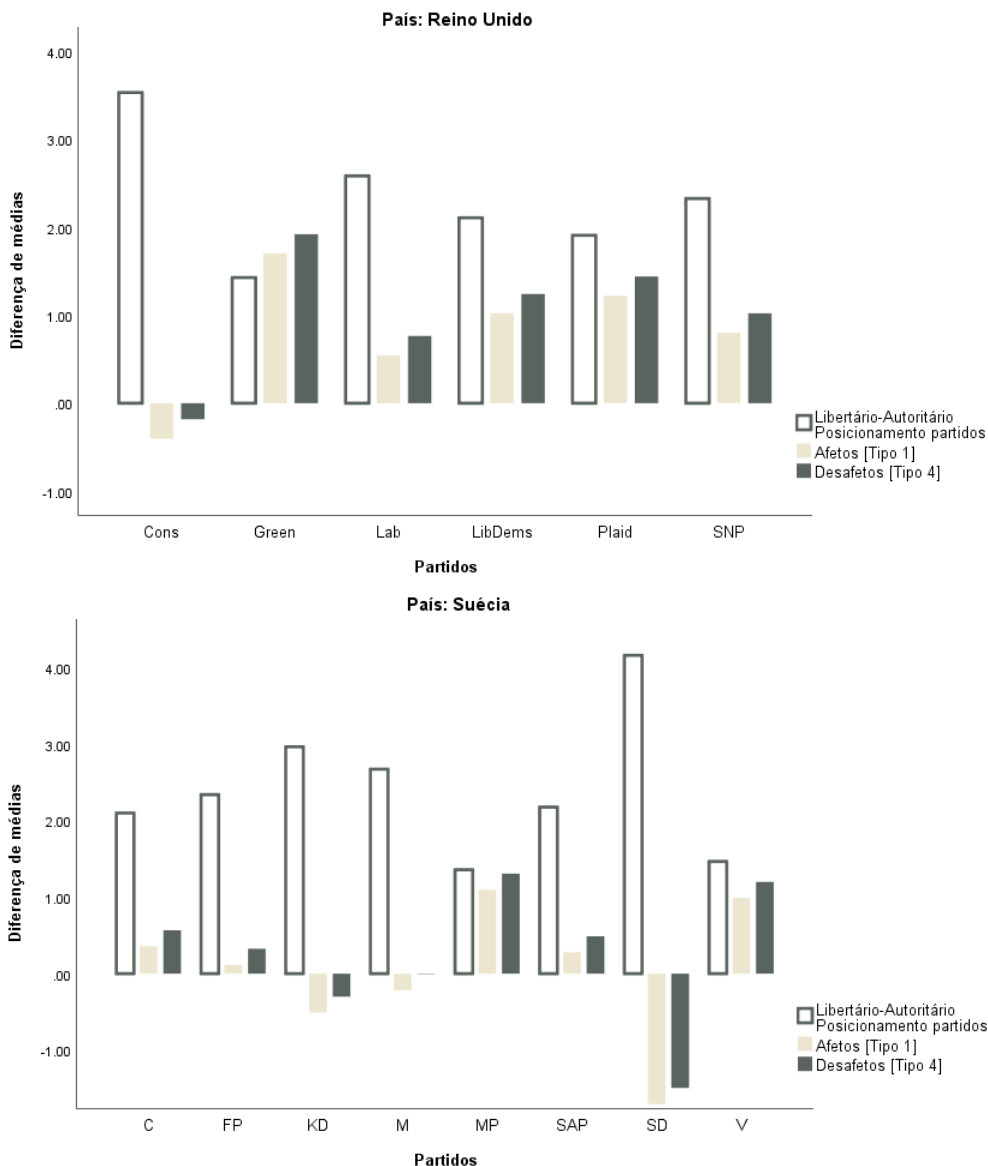 País: Reino Unido
4.00
3.00
2.00
1.00
.00
-1.00
Diferença de médias
Cons Green Lab LibDems Plaid SNP
Partidos
Libertário-Autoritário
Posicionamento partidos
Afetos [Tipo 1]
Desafetos [Tipo 4]
País: Suécia
4.00
3.00
2.00
1.00
.00
-1.00
Diferença de médias
C FP KD M MP SAP SD V
Partidos
Libertário-Autoritário
Posicionamento partidos
Afetos [Tipo 1]
Desafetos [Tipo 4]